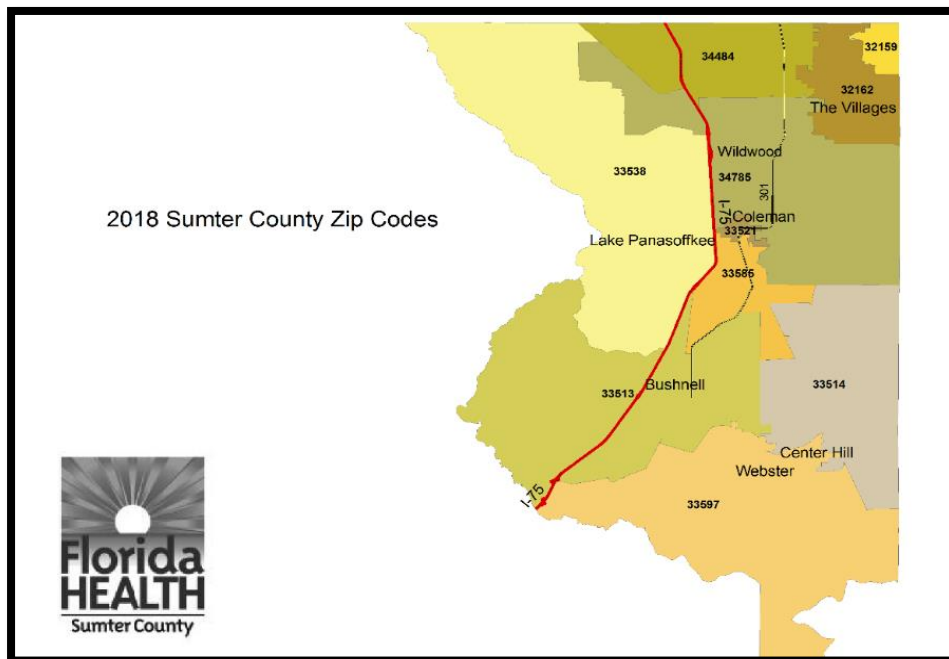 32159
34484
32162
The Villages
Wildwood
33538
34785
301
I-75
2018 Sumter County Zip Codes
Coleman
33521
Lake Panasoffkee
33585
Bushnell
33513
33514
Center Hill
Webster
I-75
33597
Florida
HEALTH
Sumter County